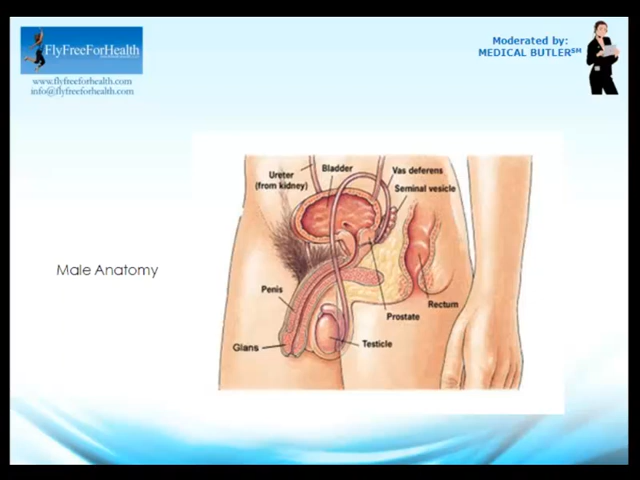 FlyFreeForHealth
www.flyfreeforhealth.com
info@flyfreeforhealth.com
Moderated by:
MEDICAL BUTLER℠
Male Anatomy
Ureter
(from kidney)
Bladder
Vas deferens
Seminal vesicle
Penis
Rectum
Prostate
Glans
Testicle